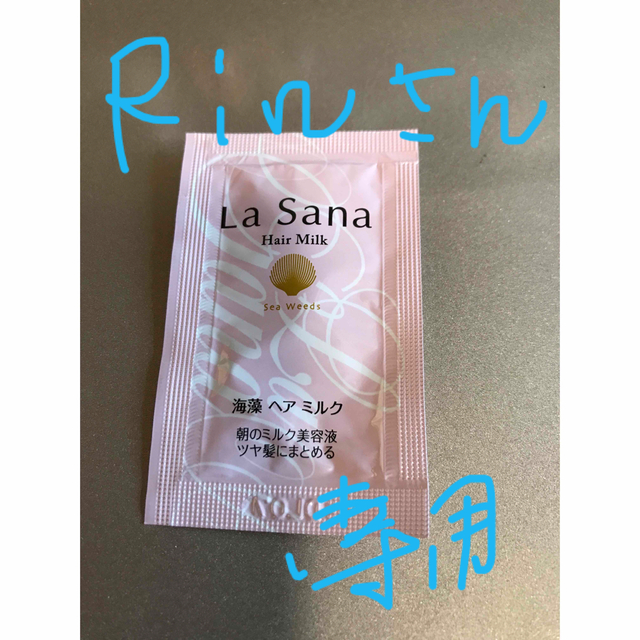 Rinさん
La Sana
Hair Milk
Sea Weeds
海藻 ヘア ミルク
朝のミルク美容液
ツヤ髪にまとめる
専用